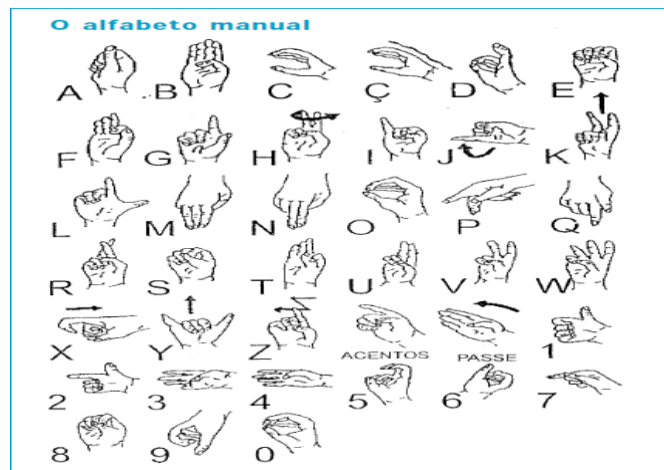 O alfabeto manual
A B C Ç D E
F G H I J K
L M N O P Q
R S T U V W
X Y Z ACENTOS PASSE 1
2 3 4 5 6 7
8 9 0